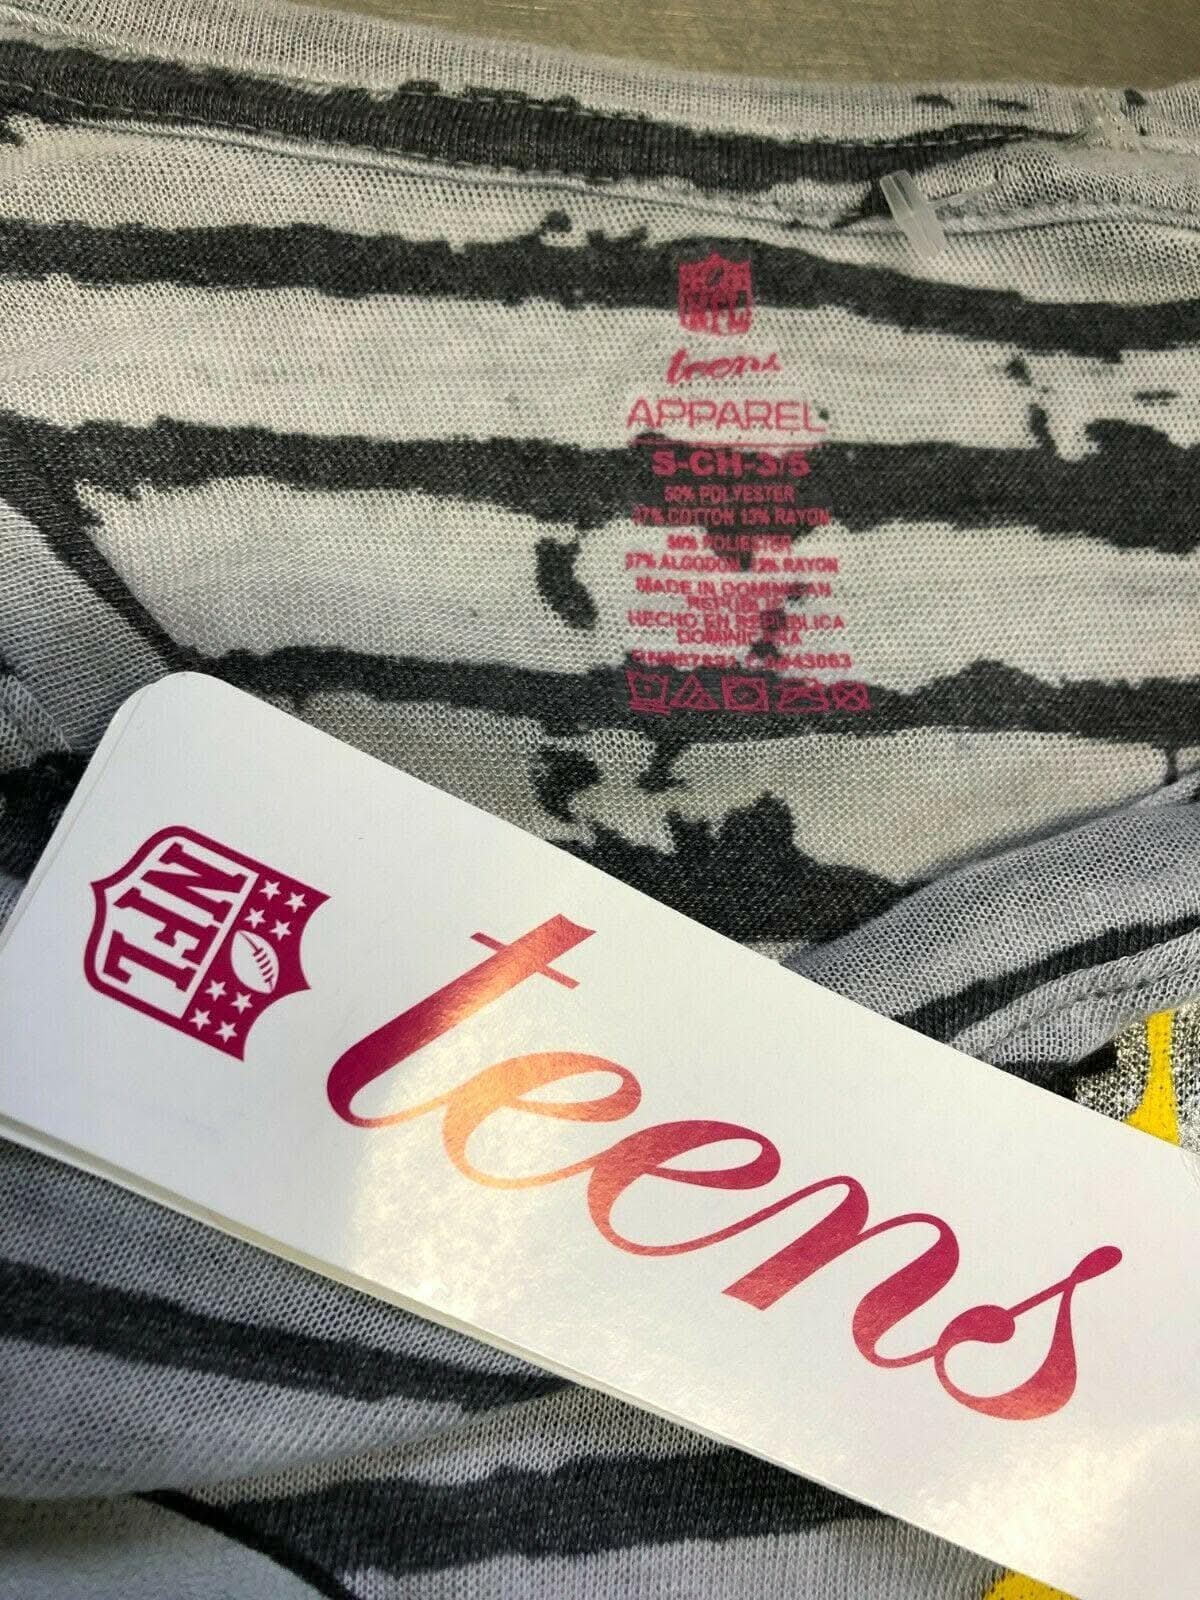 NFL
teens
APPAREL
S-CH-3/5
50% POLYESTER
37% COTTON 13% RAYON
50% POLIESTER
37% ALGODON 13% RAYON
MADE IN DOMINICAN
REPUBLIC
HECHO EN REPUBLICA
DOMINICANA
NFL
teens